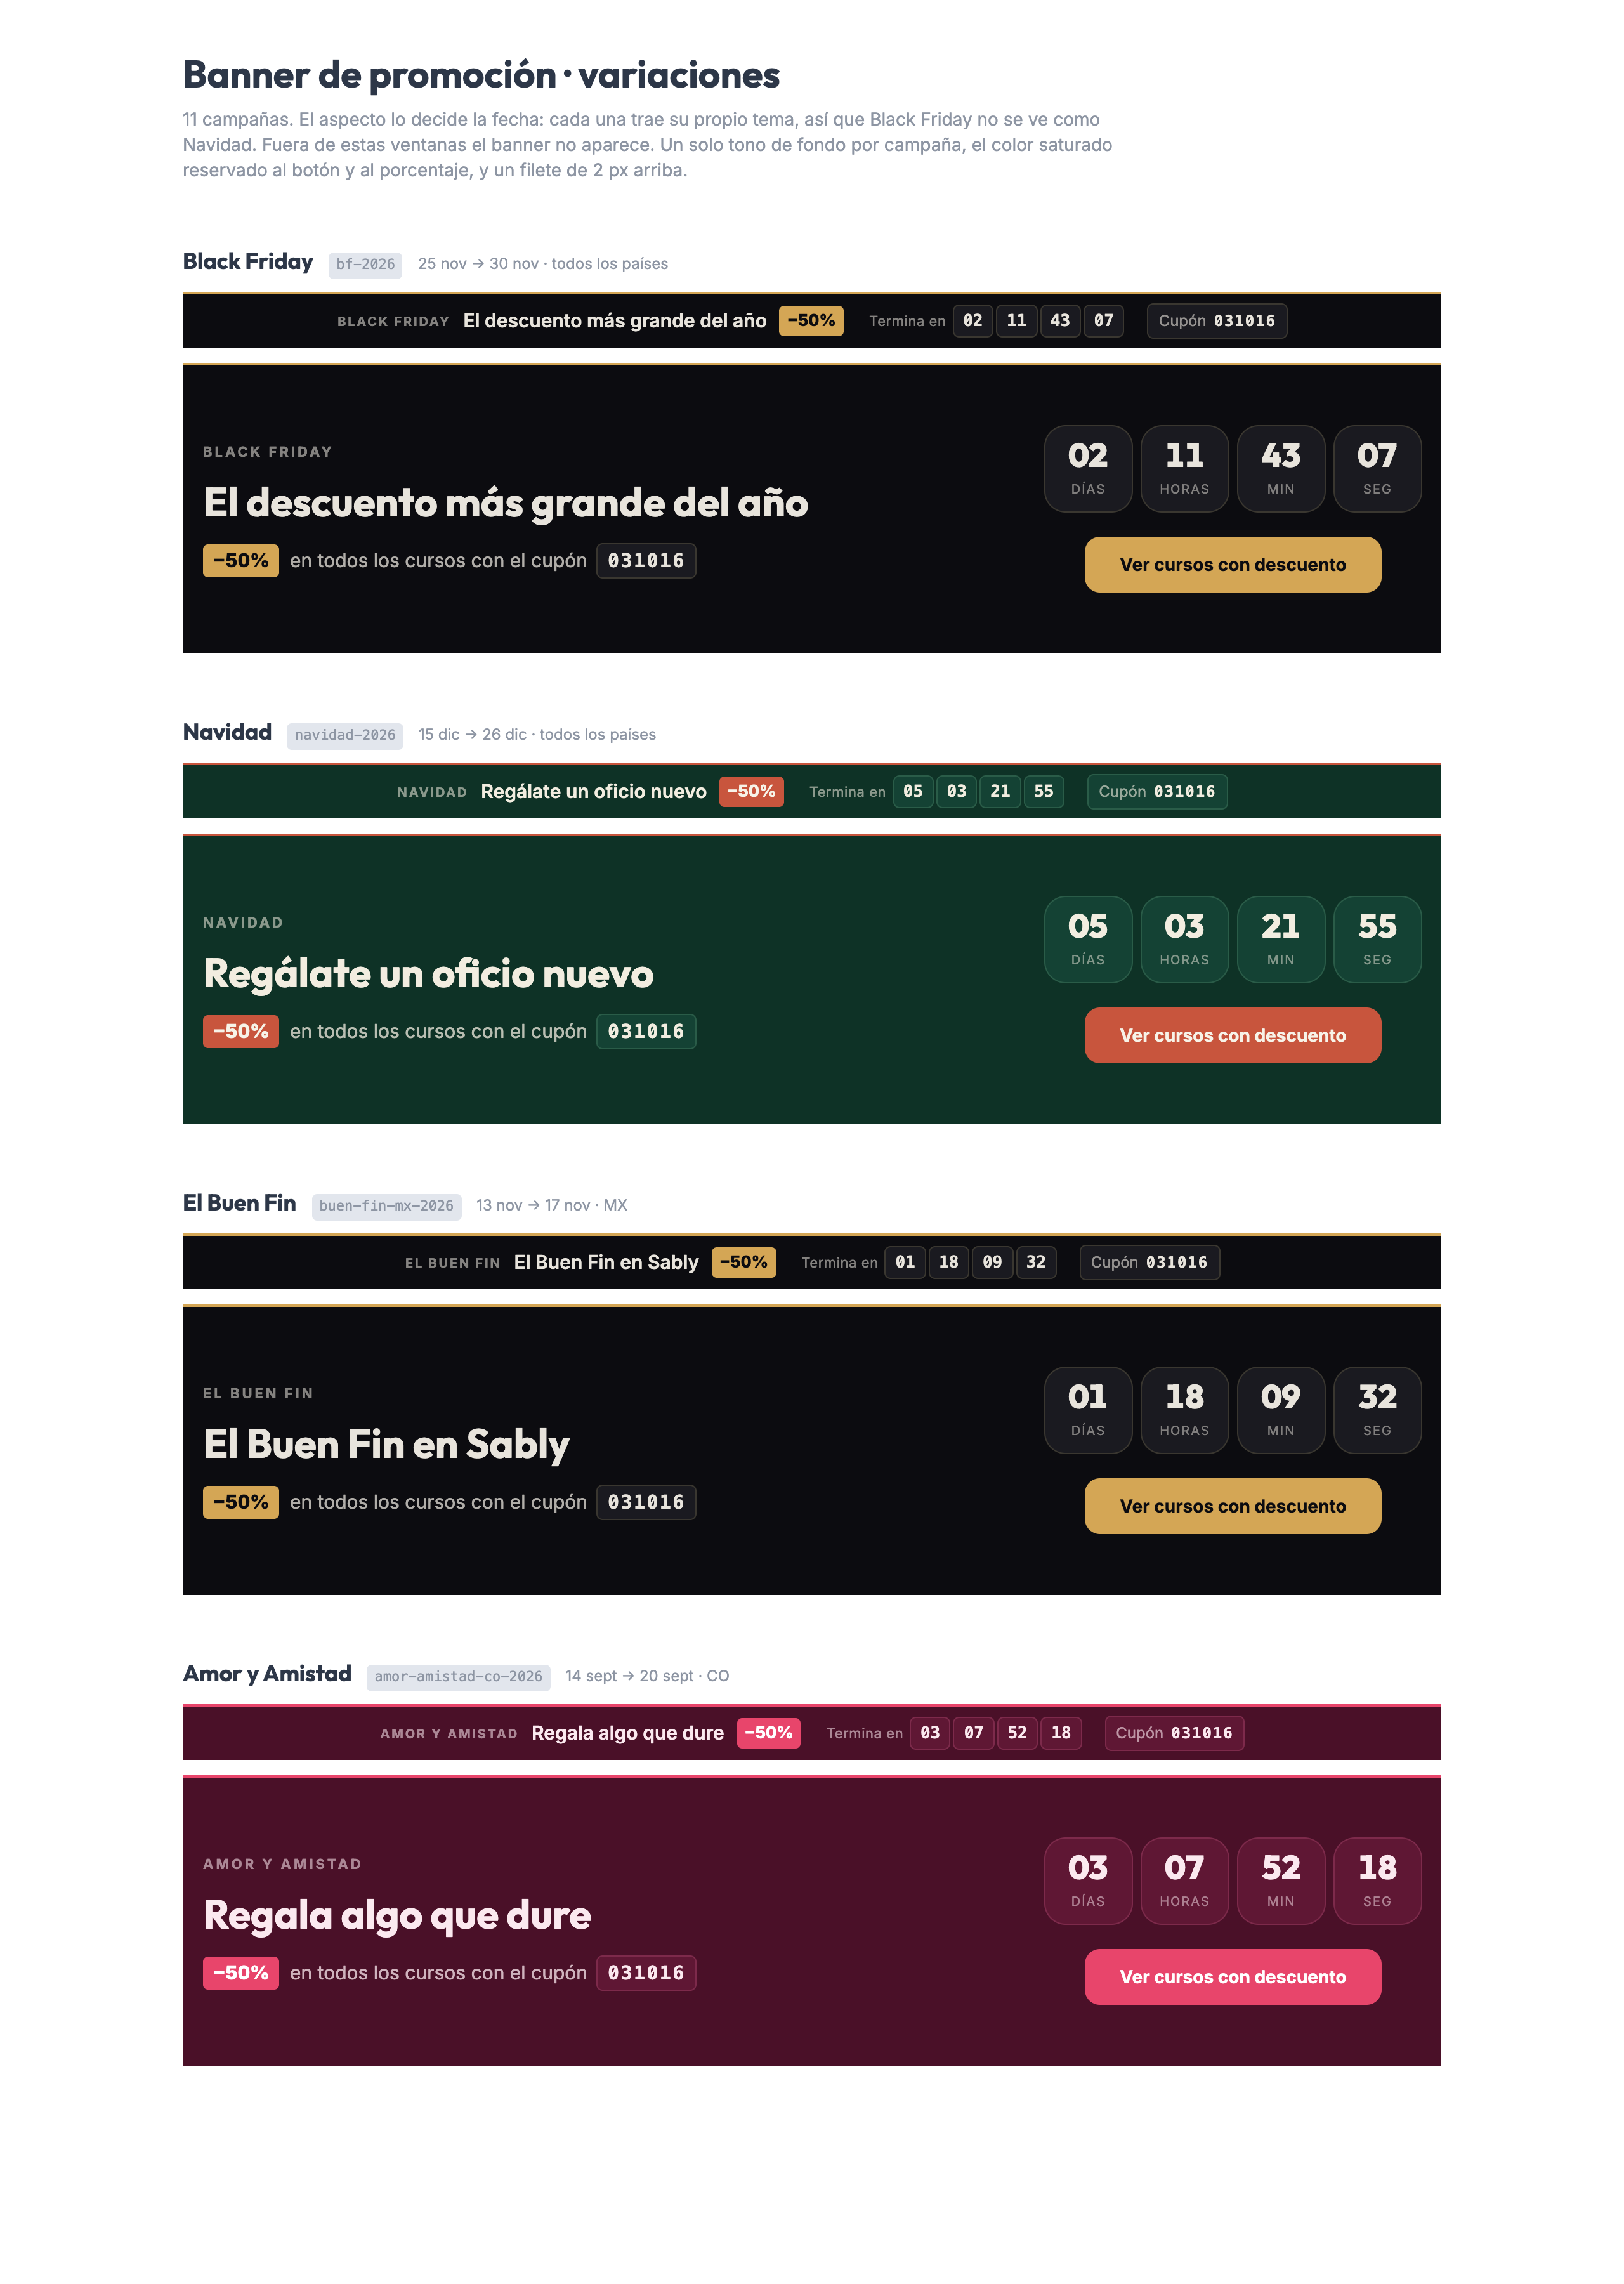 Banner de promoción · variaciones
11 campañas. El aspecto lo decide la fecha: cada una trae su propio tema, así que Black Friday no se ve como
Navidad. Fuera de estas ventanas el banner no aparece. Un solo tono de fondo por campaña, el color saturado
reservado al botón y al porcentaje, y un filete de 2 px arriba.
Black Friday bf-2026 25 nov → 30 nov · todos los países
BLACK FRIDAY El descuento más grande del año −50% Termina en 02 11 43 07 Cupón 031016
BLACK FRIDAY
El descuento más grande del año
−50% en todos los cursos con el cupón 031016
02 11 43 07
DÍAS HORAS MIN SEG
Ver cursos con descuento
Navidad navidad-2026 15 dic → 26 dic · todos los países
NAVIDAD Regálate un oficio nuevo −50% Termina en 05 03 21 55 Cupón 031016
NAVIDAD
Regálate un oficio nuevo
−50% en todos los cursos con el cupón 031016
05 03 21 55
DÍAS HORAS MIN SEG
Ver cursos con descuento
El Buen Fin buen-fin-mx-2026 13 nov → 17 nov · MX
EL BUEN FIN El Buen Fin en Sably −50% Termina en 01 18 09 32 Cupón 031016
EL BUEN FIN
El Buen Fin en Sably
−50% en todos los cursos con el cupón 031016
01 18 09 32
DÍAS HORAS MIN SEG
Ver cursos con descuento
Amor y Amistad amor-amistad-co-2026 14 sept → 20 sept · CO
AMOR Y AMISTAD Regala algo que dure −50% Termina en 03 07 52 18 Cupón 031016
AMOR Y AMISTAD
Regala algo que dure
−50% en todos los cursos con el cupón 031016
03 07 52 18
DÍAS HORAS MIN SEG
Ver cursos con descuento